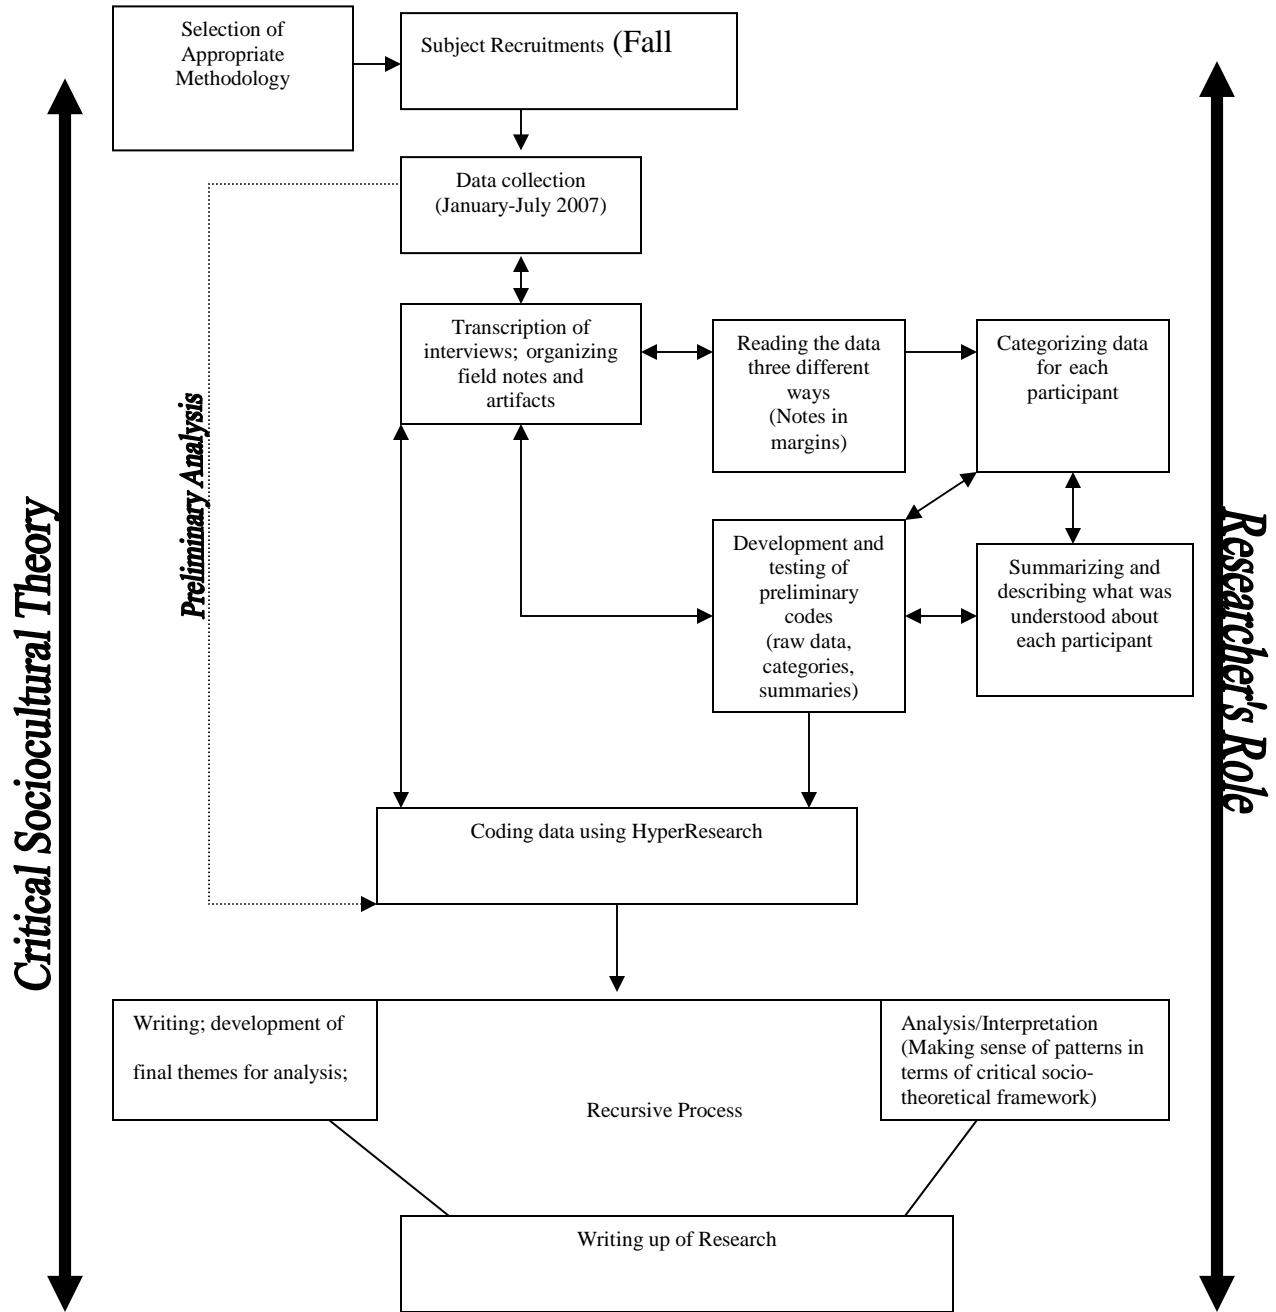 Selection of
Appropriate
Methodology
Subject Recruitments (Fall
Data collection
(January-July 2007)
Transcription of
interviews; organizing
field notes and
artifacts
Reading the data
three different
ways
(Notes in
margins)
Categorizing data
for each
participant
Preliminary Analysis
Critical Sociocultural Theory
Researcher's Role
Development and
testing of
preliminary
codes
(raw data,
categories,
summaries)
Summarizing and
describing what was
understood about
each participant
Coding data using HyperResearch
Writing; development of
final themes for analysis;
Recursive Process
Analysis/Interpretation
(Making sense of patterns in
terms of critical socio-
theoretical framework)
Writing up of Research